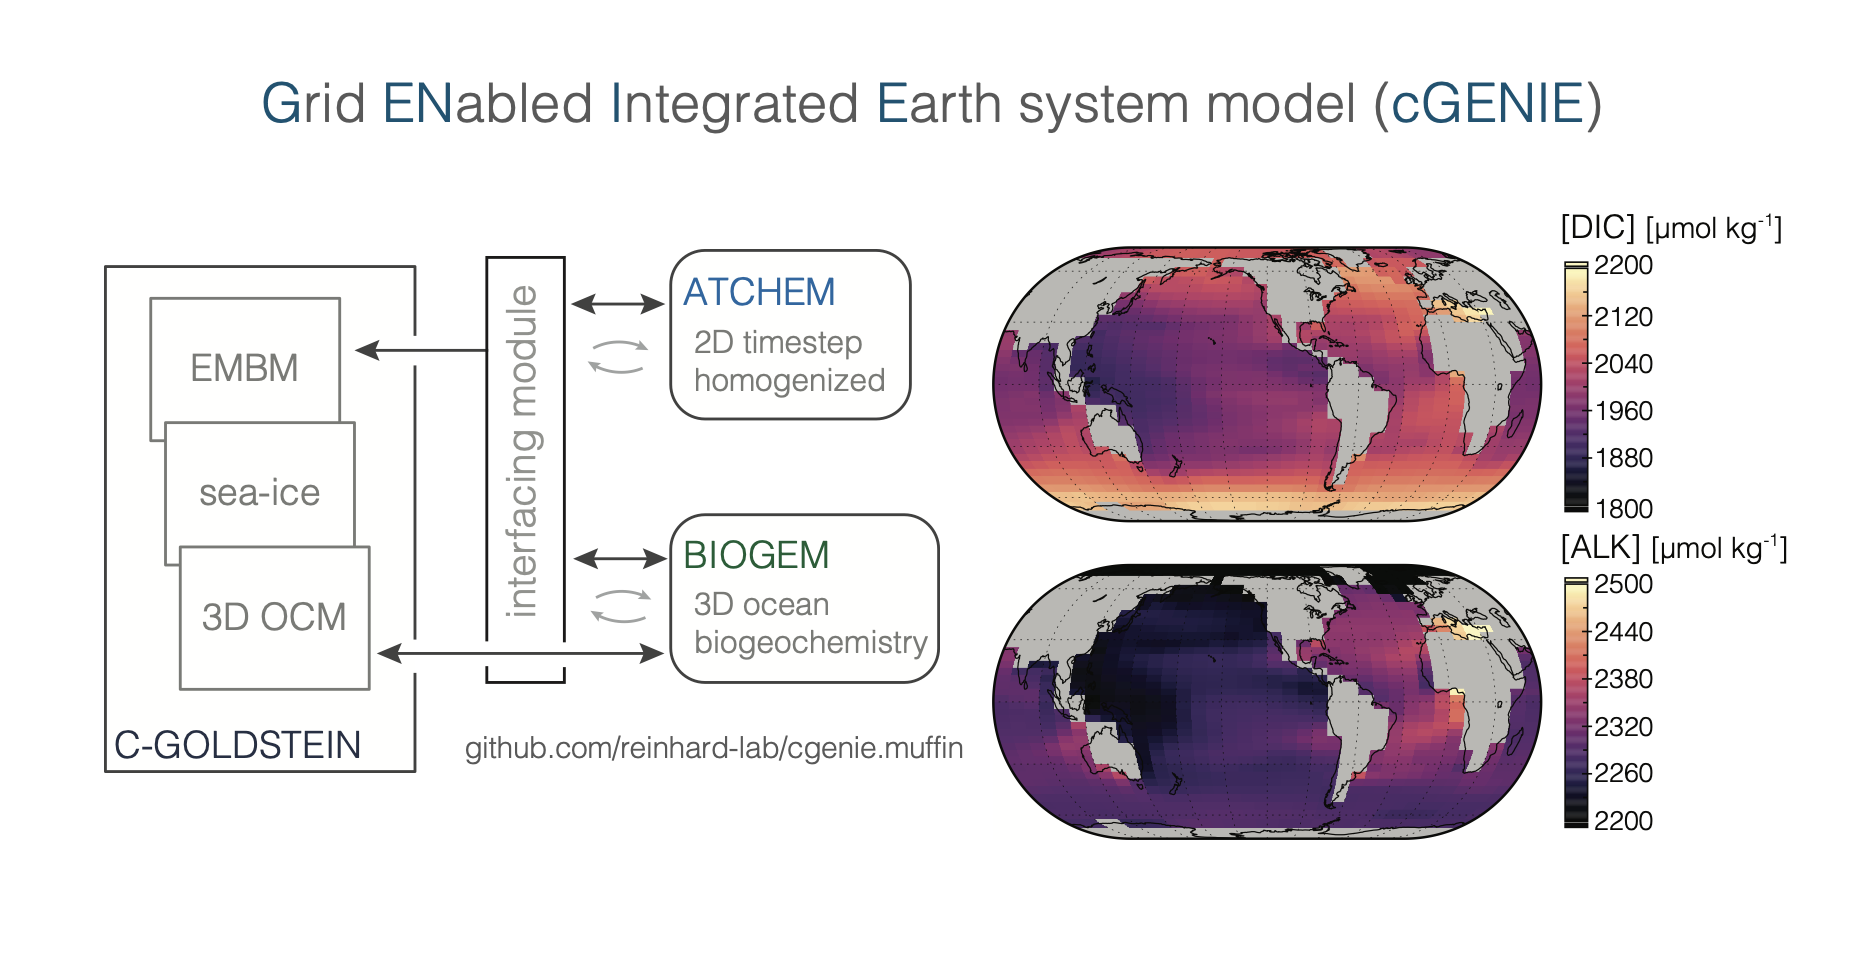 Grid ENabled Integrated Earth system model (cGENIE)
EMBM
sea-ice
3D OCM
C-GOLDSTEIN
interfacing module
ATCHEM
2D timestep
homogenized
BIOGEM
3D ocean
biogeochemistry
github.com/reinhard-lab/cgenie.muffin
[DIC] [µmol kg-1]
2200
2120
2040
1960
1880
1800
[ALK] [µmol kg-1]
2500
2440
2380
2320
2260
2200